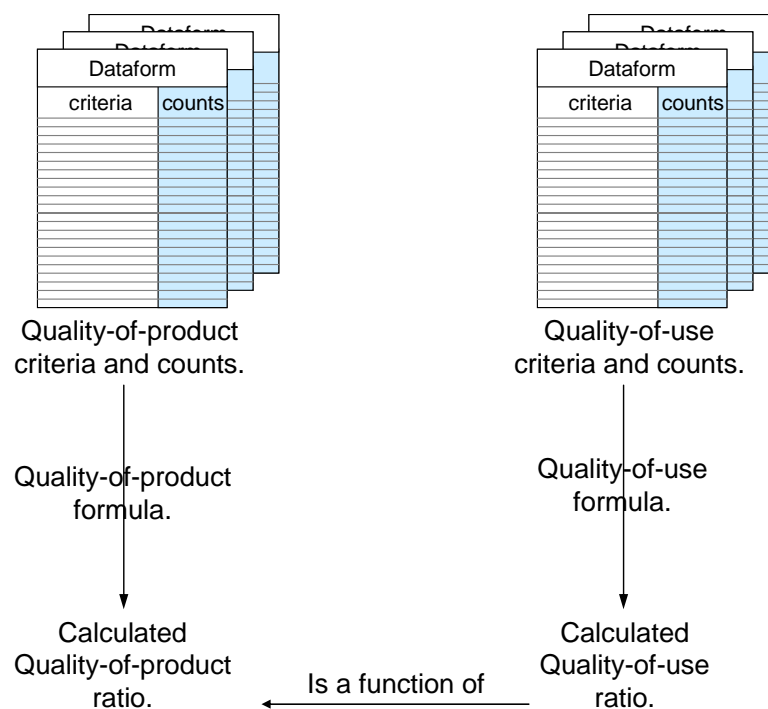 Dataform
Dataform
Dataform
criteria counts
Quality-of-product
criteria and counts.
Dataform
Dataform
criteria counts
Quality-of-use
criteria and counts.
Quality-of-product
formula.
Quality-of-use
formula.
Calculated
Quality-of-product
ratio.
Is a function of
Calculated
Quality-of-use
ratio.